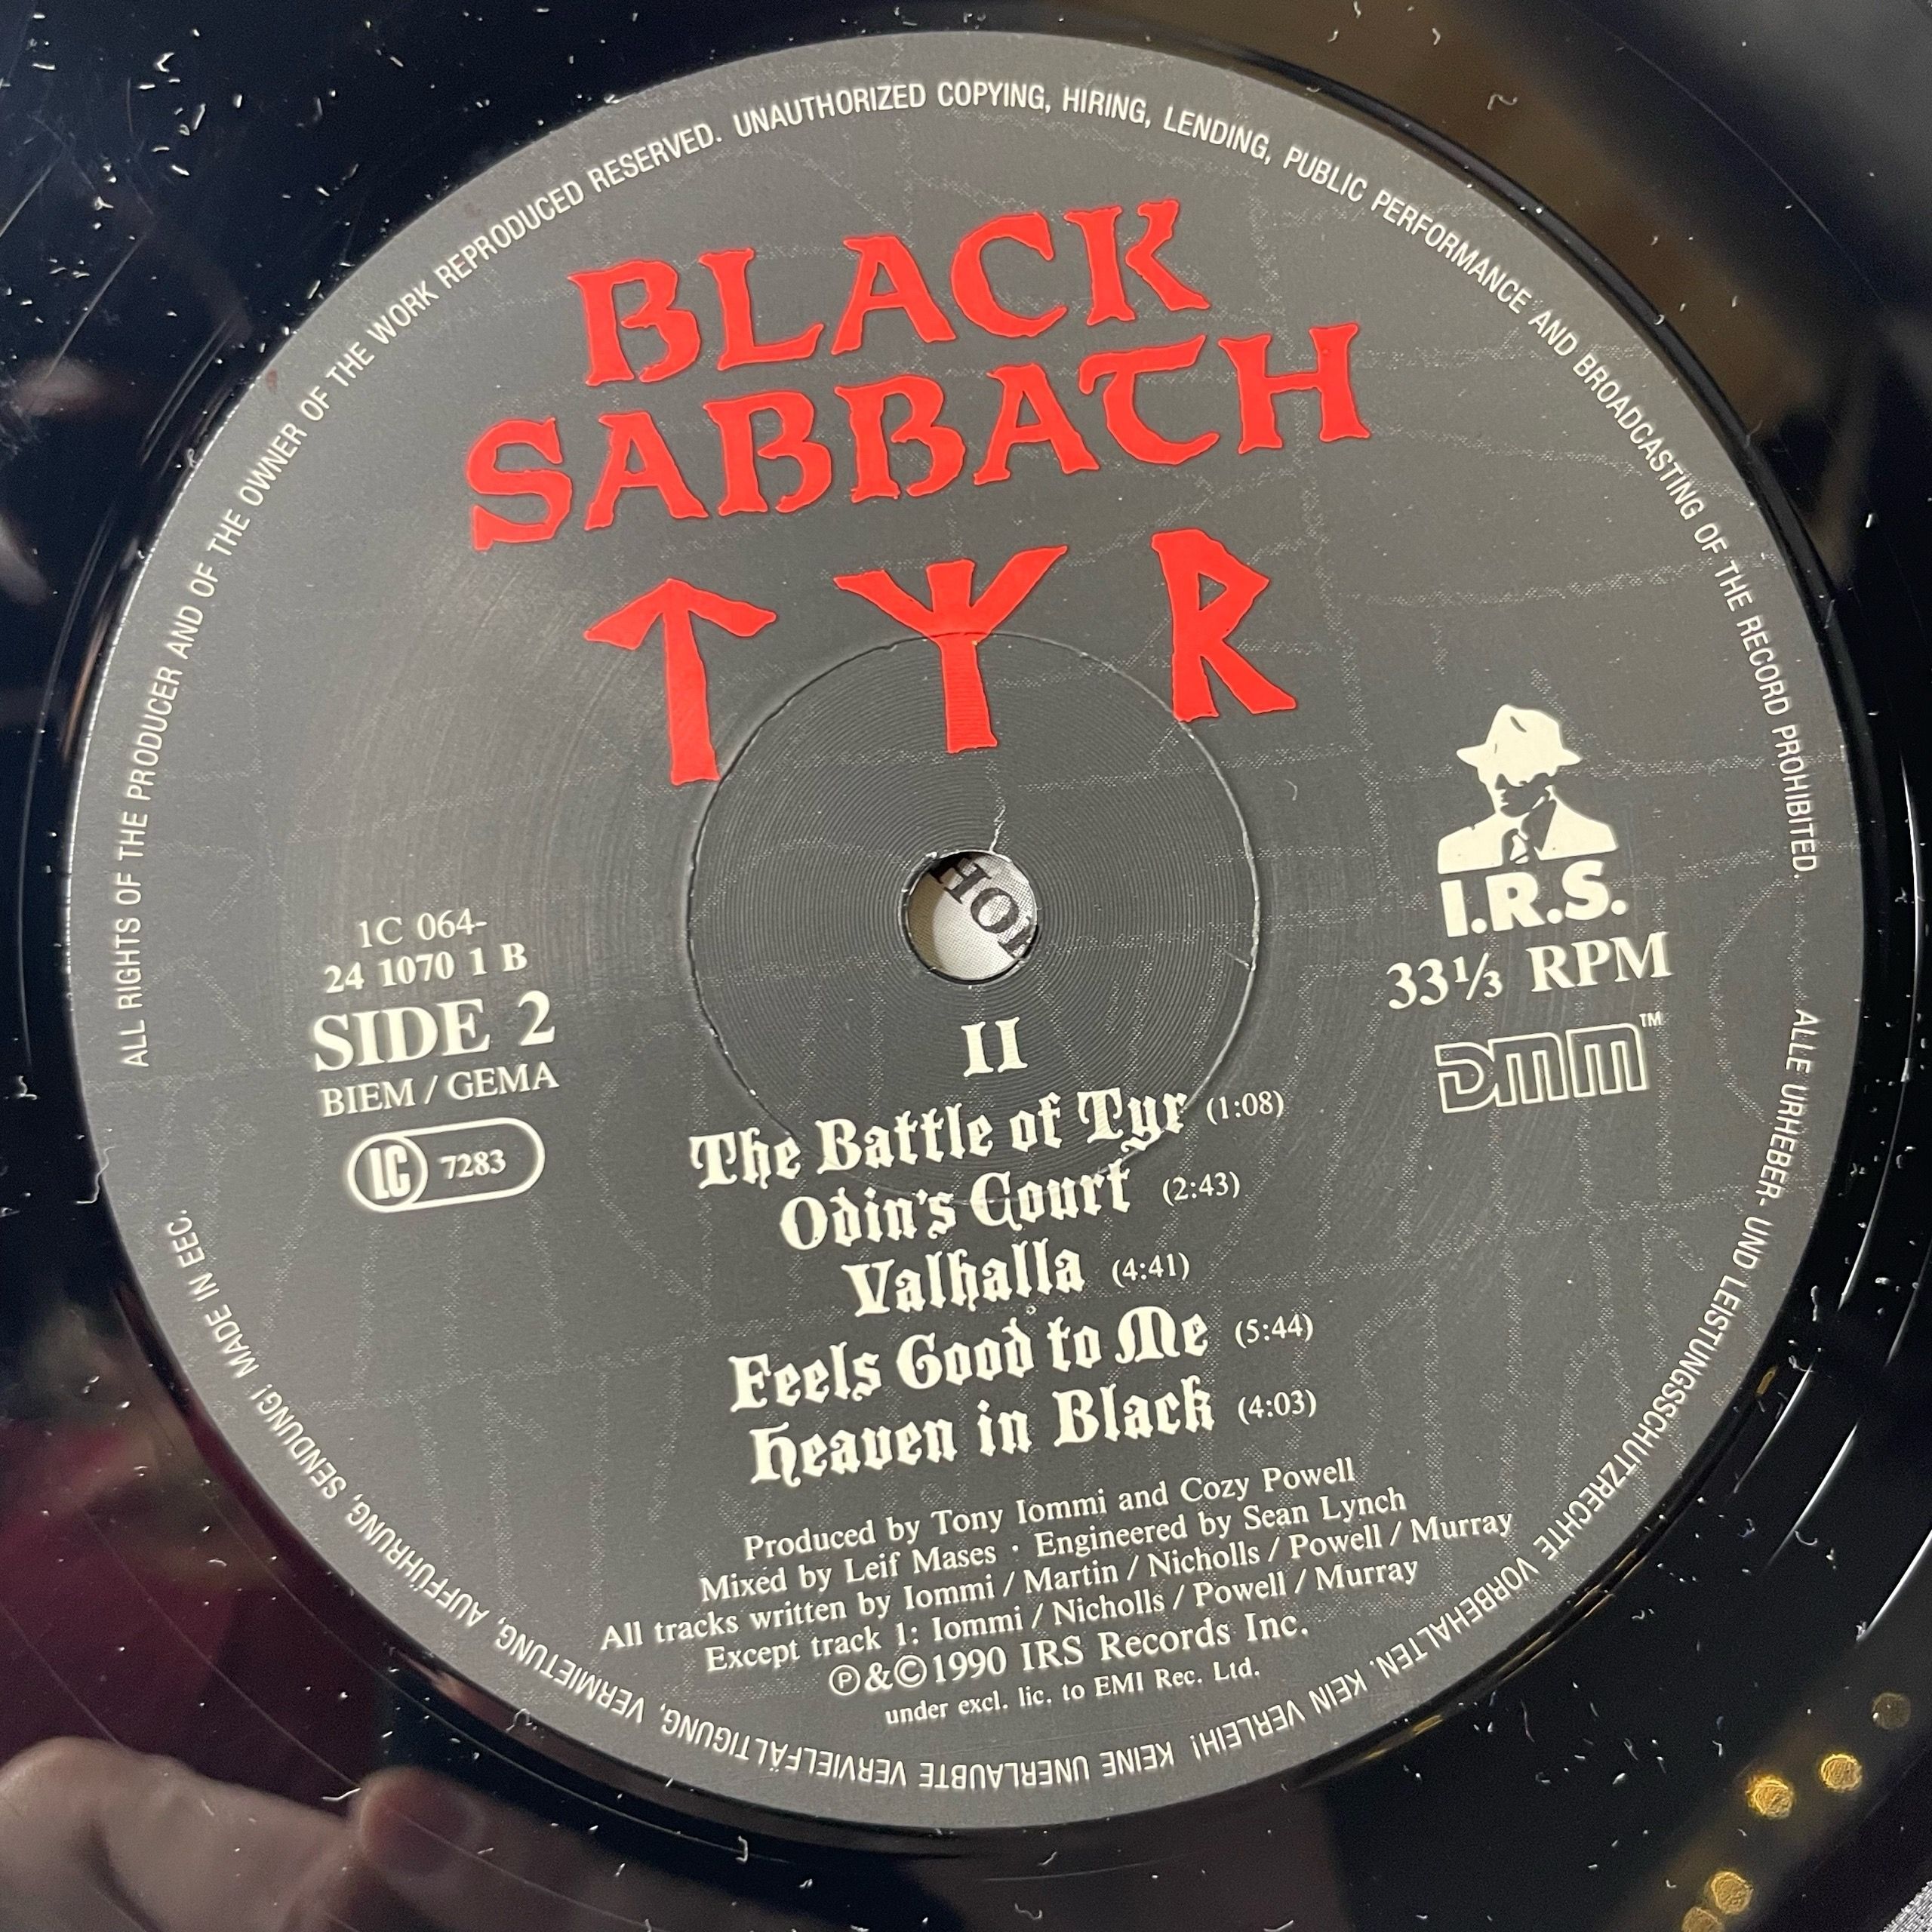 ALL RIGHTS OF THE PRODUCER AND OF THE OWNER OF THE WORK REPRODUCED RESERVED. UNAUTHORIZED COPYING, HIRING, LENDING, PUBLIC PERFORMANCE AND BROADCASTING OF THE RECORD PROHIBITED.
BLACK
SABBATH
ᛏᛉᚱ
I.R.S.
33⅓ RPM
DMM™
1C 064-
24 1070 1 B
SIDE 2
BIEM / GEMA
LC 7283
II
The Battle of Tyr (1:08)
Odin's Court (2:43)
Valhalla (4:41)
Feels Good to Me (5:44)
Heaven in Black (4:03)
Produced by Tony Iommi and Cozy Powell
Mixed by Leif Mases · Engineered by Sean Lynch
All tracks written by Iommi / Martin / Nicholls / Powell / Murray
Except track 1: Iommi / Nicholls / Powell / Murray
℗&©1990 IRS Records Inc.
under excl. lic. to EMI Rec. Ltd.
ALLE URHEBER- UND LEISTUNGSSCHUTZRECHTE VORBEHALTEN. KEIN VERLEIH! KEINE UNERLAUBTE VERVIELFÄLTIGUNG, VERMIETUNG, AUFFÜHRUNG, SENDUNG! MADE IN EEC.